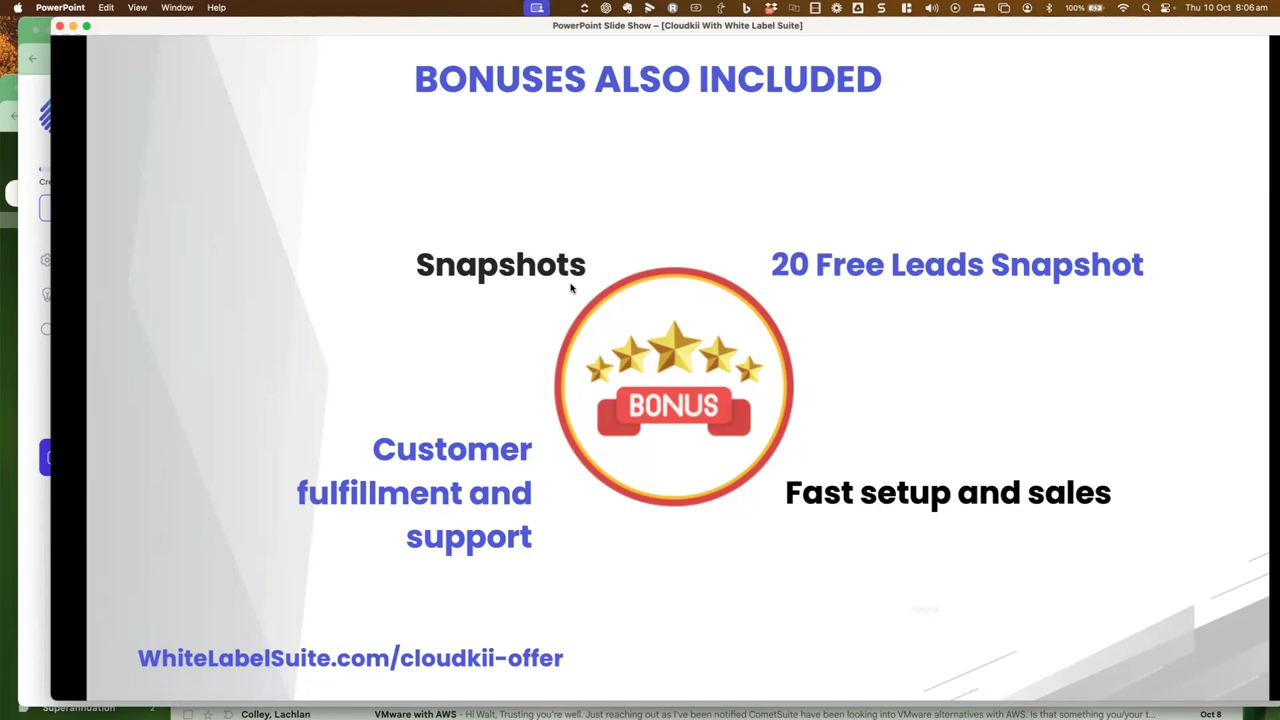 PowerPoint Edit View Window Help
100% Thu 10 Oct 8:06am
PowerPoint Slide Show – [Cloudkii With White Label Suite]
BONUSES ALSO INCLUDED
Cre
Snapshots
20 Free Leads Snapshot
BONUS
Customer
fulfillment and
support
Fast setup and sales
WhiteLabelSuite.com/cloudkii-offer
Superannuation 2
Colley, Lachlan VMware with AWS - Hi Walt, Trusting you're well. Just reaching out as I've been notified CometSuite have been looking into VMware alternatives with AWS. Is that something you/your t... Oct 8